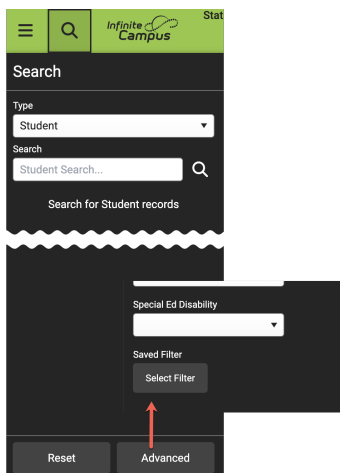 Stat
Infinite
Campus
Search
Type
Student
Search
Student Search...
Search for Student records
Special Ed Disability
Saved Filter
Select Filter
Reset
Advanced